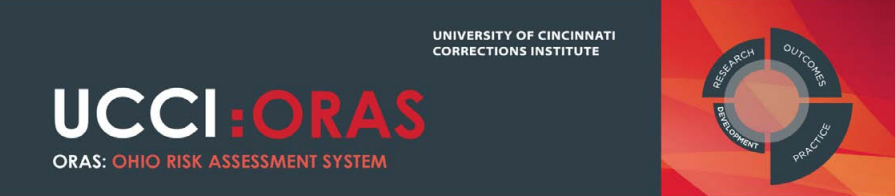 UNIVERSITY OF CINCINNATI
CORRECTIONS INSTITUTE
UCCI:ORAS
ORAS: OHIO RISK ASSESSMENT SYSTEM
RESEARCH
OUTCOMES
DEVELOPMENT
PRACTICE